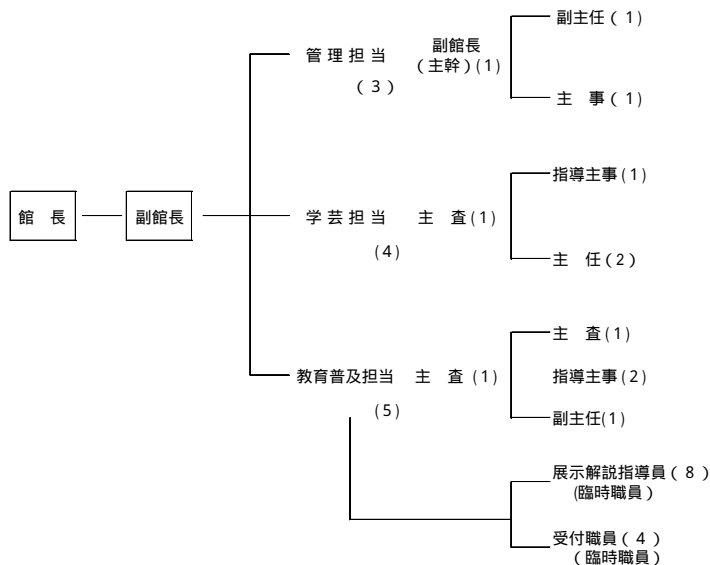 副主任(1)
管理担当 副館長
(主幹)(1)
(3)
主 事(1)
指導主事(1)
館 長 副館長 学芸担当 主 査(1)
(4)
主 任(2)
主 査(1)
教育普及担当 主 査(1) 指導主事(2)
(5)
副主任(1)
展示解説指導員(8)
(臨時職員)
受付職員(4)
(臨時職員)